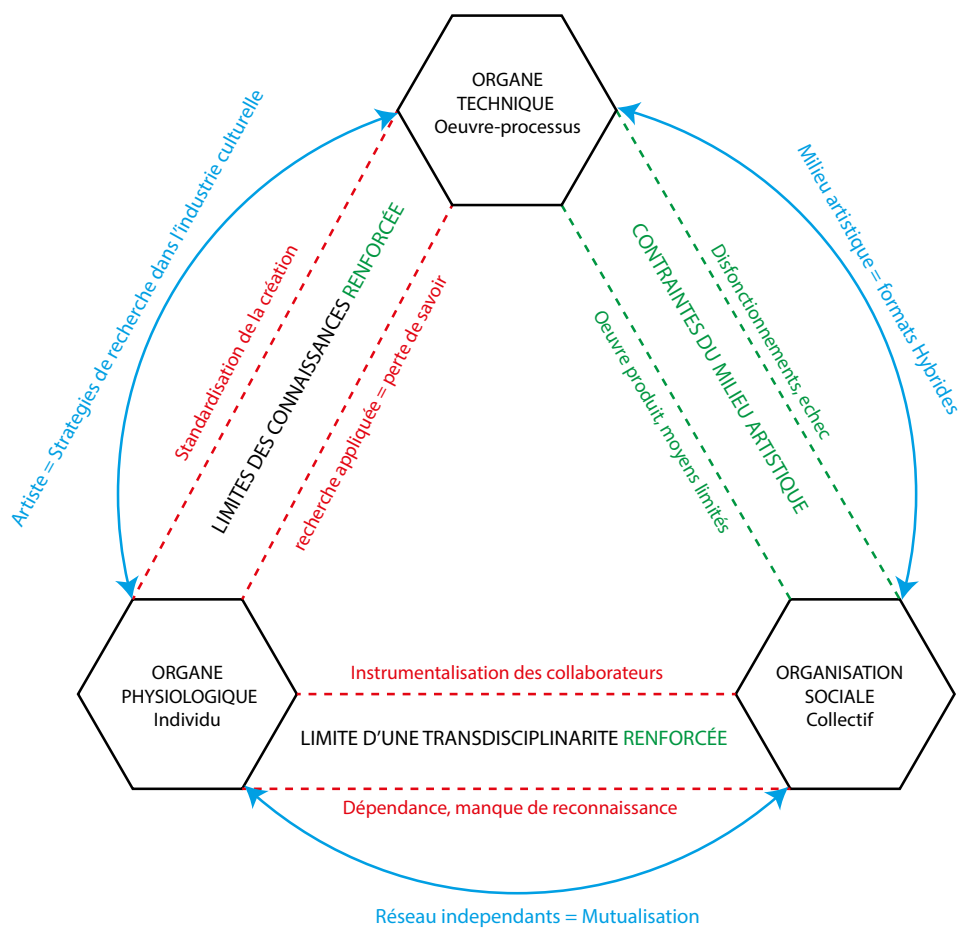 ORGANE
TECHNIQUE
Oeuvre-processus
Artiste = Strategies de recherche dans l'industrie culturelle
Standardisation de la création
LIMITES DES CONNAISSANCES RENFORCÉE
recherche appliquée = perte de savoir
Oeuvre produit, moyens limités
CONTRAINTES DU MILIEU ARTISTIQUE
Disfonctionnements, echec
Milieu artistique = formats Hybrides
ORGANE
PHYSIOLOGIQUE
Individu
Instrumentalisation des collaborateurs
LIMITE D'UNE TRANSDISCIPLINARITE RENFORCÉE
Dépendance, manque de reconnaissance
ORGANISATION
SOCIALE
Collectif
Réseau independants = Mutualisation